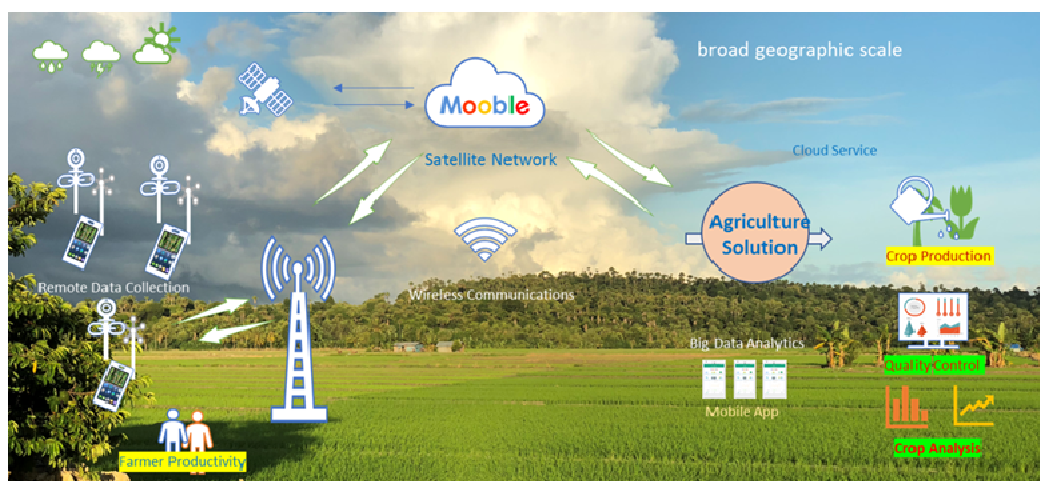 broad geographic scale
Mooble
Satellite Network
Cloud Service
Agriculture
Solution
Crop Production
Remote Data Collection
Wireless Communications
Big Data Analytics
Mobile App
Quality Control
Crop Analysis
Farmer Productivity